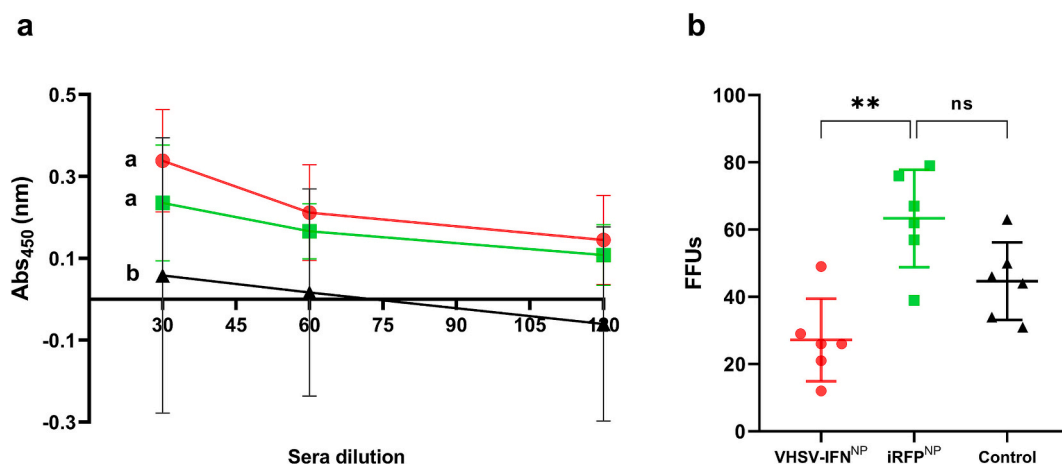 a
0.5
0.3
0.1
-0.1
-0.3
Abs450 (nm)
a
a
b
30 45 60 75 90 105 120
Sera dilution
b
100
80
60
40
20
0
FFUs
** ns
VHSV-IFNNP iRFPNP Control